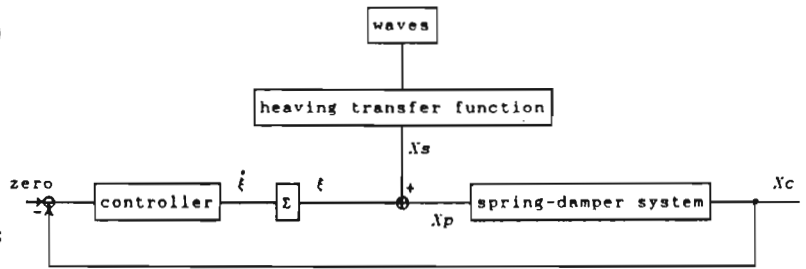 waves
heaving transfer function
Xs
zero
controller
ξ̇
Σ
ξ
+
Xp
spring-damper system
Xc
-